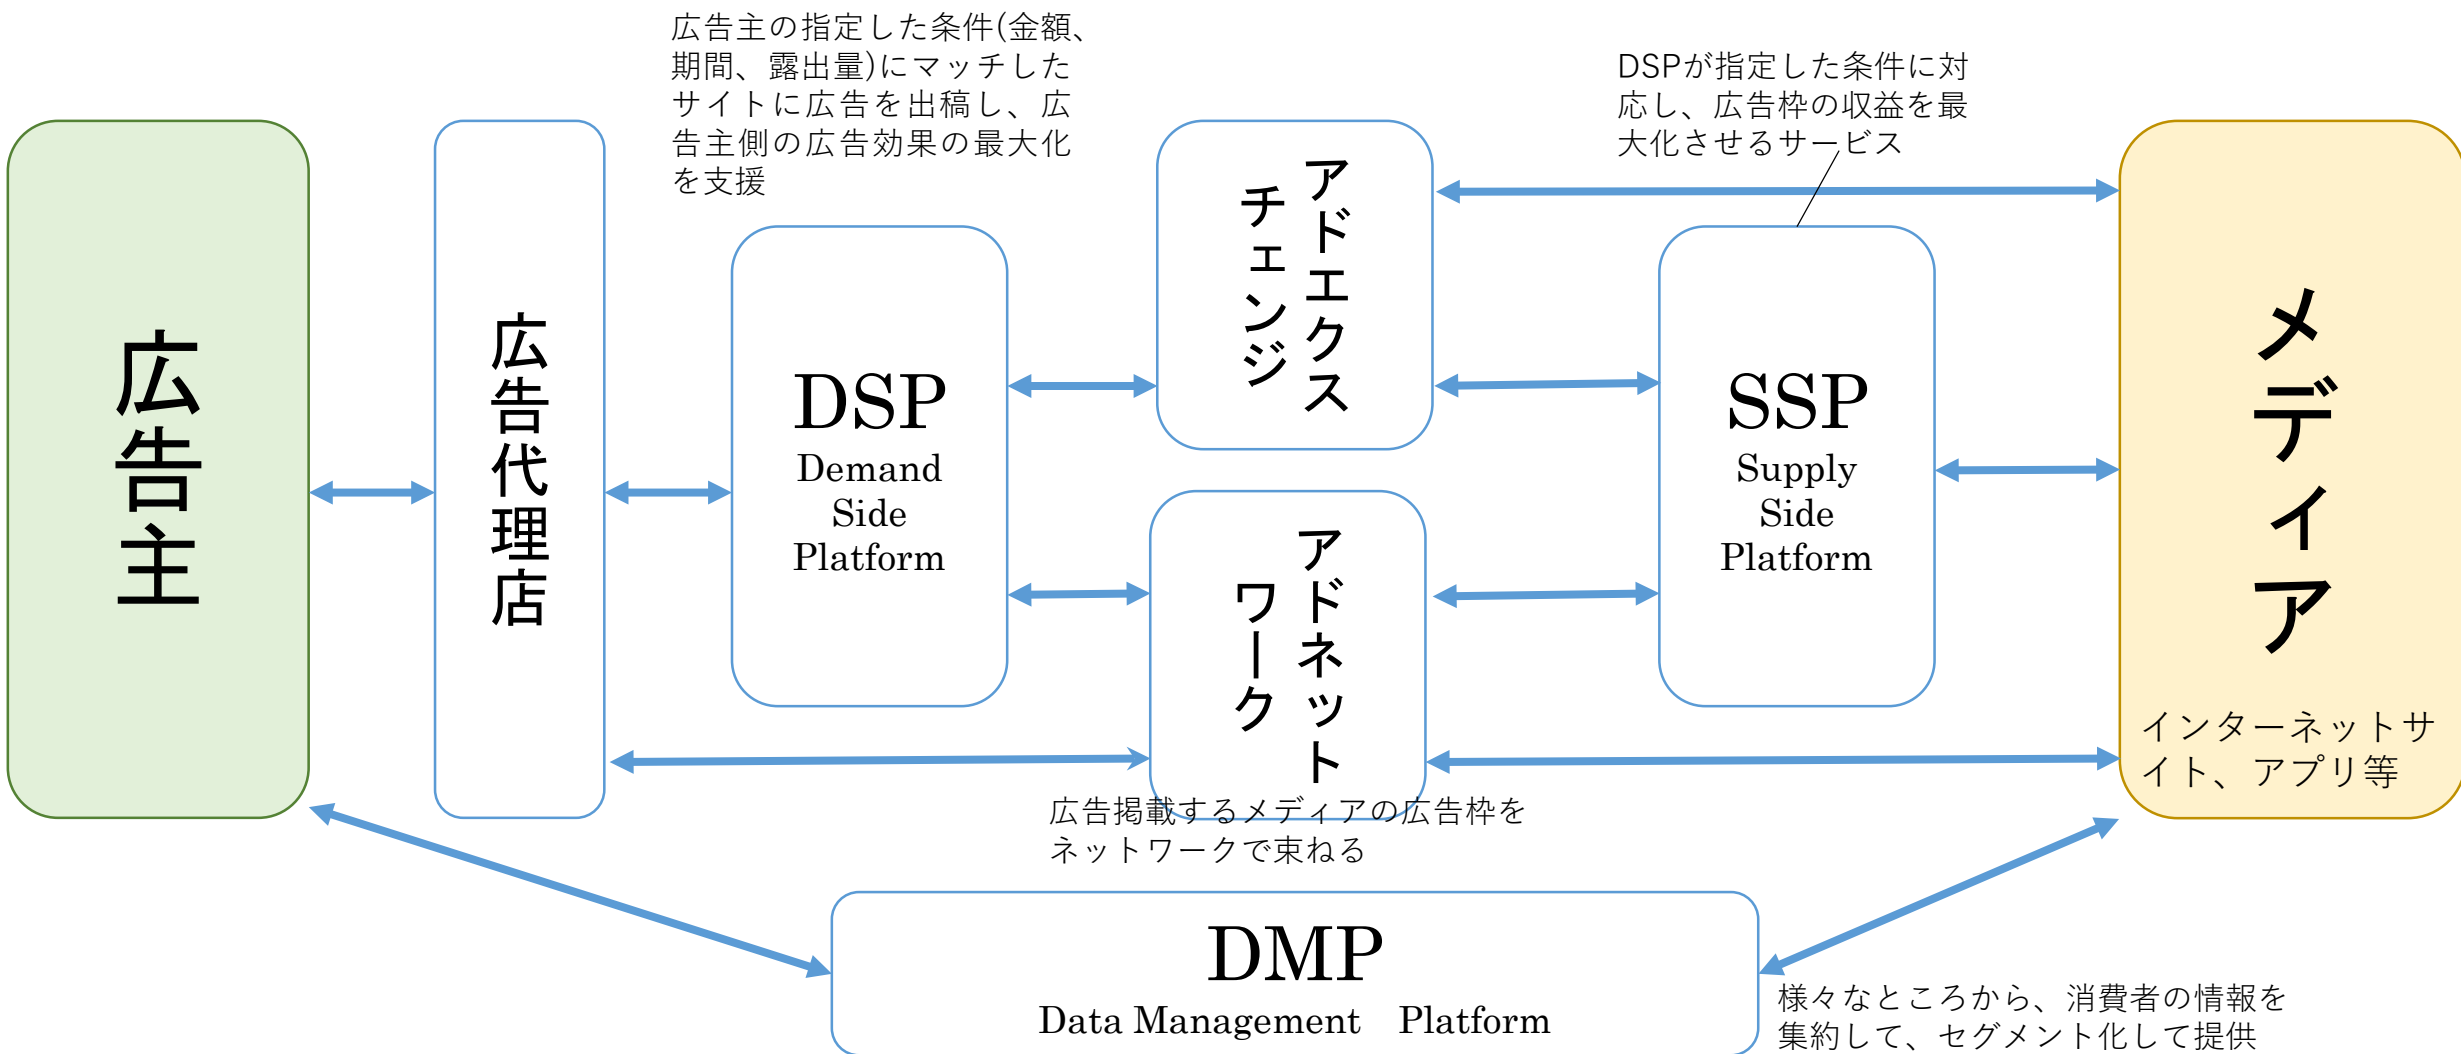 広告主の指定した条件(金額、
期間、露出量)にマッチした
サイトに広告を出稿し、広
告主側の広告効果の最大化
を支援
DSPが指定した条件に対
応し、広告枠の収益を最
大化させるサービス
広告主
広告代理店
DSP
Demand
Side
Platform
アドエクス
チェンジ
アドネット
ワーク
SSP
Supply
Side
Platform
メディア
インターネットサ
イト、アプリ等
広告掲載するメディアの広告枠を
ネットワークで束ねる
DMP
Data Management　Platform
様々なところから、消費者の情報を
集約して、セグメント化して提供